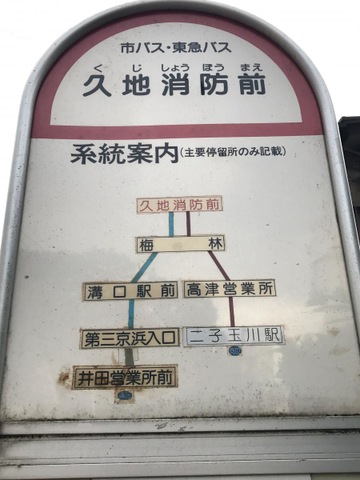 市バス・東急バス
くじしょうぼうまえ
久地消防前
系統案内(主要停留所のみ記載)
久地消防前
梅林
溝口駅前 高津営業所
第三京浜入口 二子玉川駅
井田営業所前